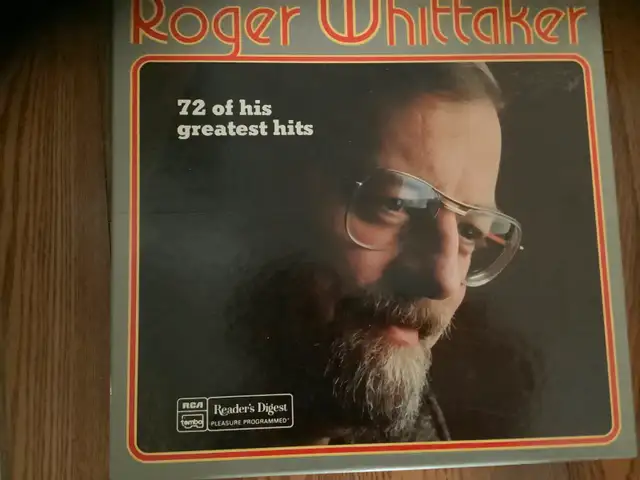 Roger Whittaker
72 of his
greatest hits
RCA
tembo
Reader's Digest
PLEASURE PROGRAMMED